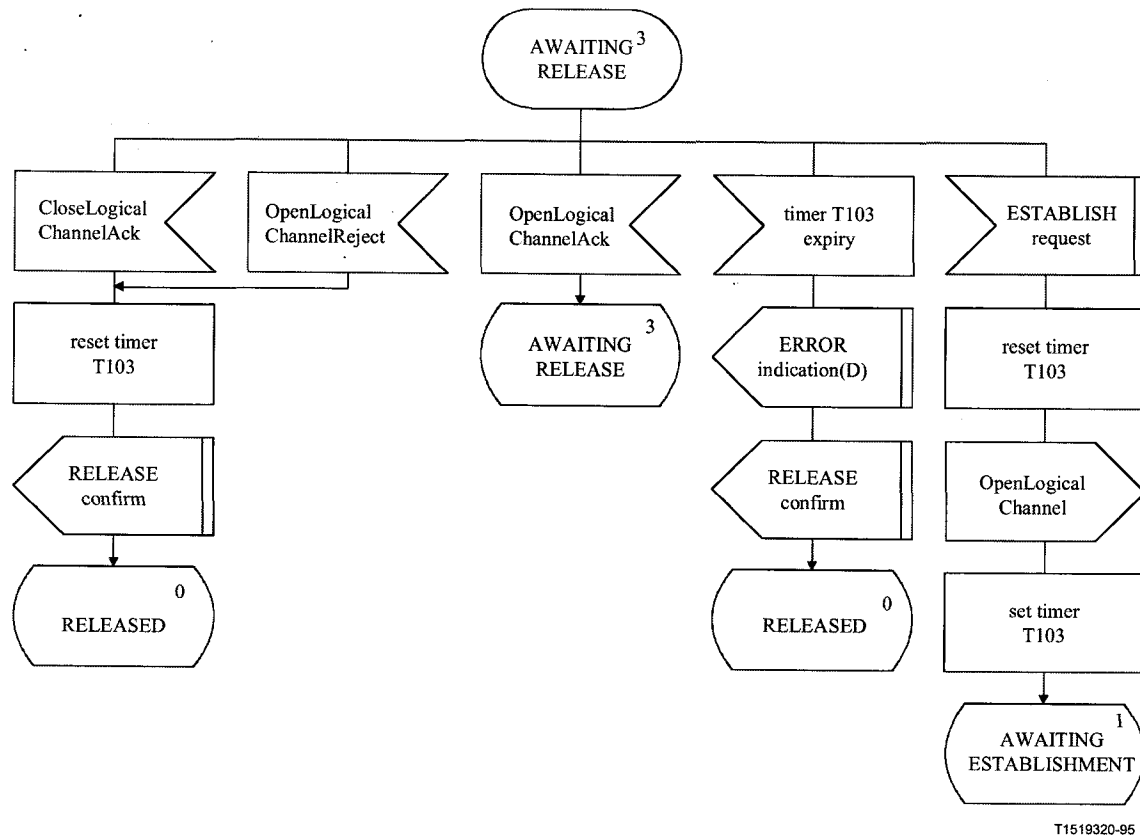 AWAITING 3
RELEASE
CloseLogical
ChannelAck
OpenLogical
ChannelReject
OpenLogical
ChannelAck
timer T103
expiry
ESTABLISH
request
reset timer
T103
3
AWAITING
RELEASE
ERROR
indication(D)
reset timer
T103
RELEASE
confirm
RELEASE
confirm
OpenLogical
Channel
0
RELEASED
0
RELEASED
set timer
T103
1
AWAITING
ESTABLISHMENT
T1519320-95